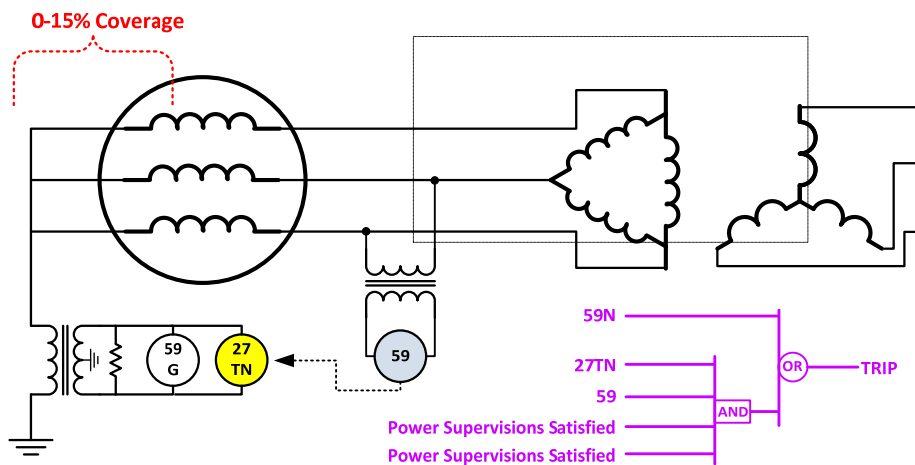 0-15% Coverage
59
G
27
TN
59
59N
27TN
59
Power Supervisions Satisfied
Power Supervisions Satisfied
AND
OR
TRIP